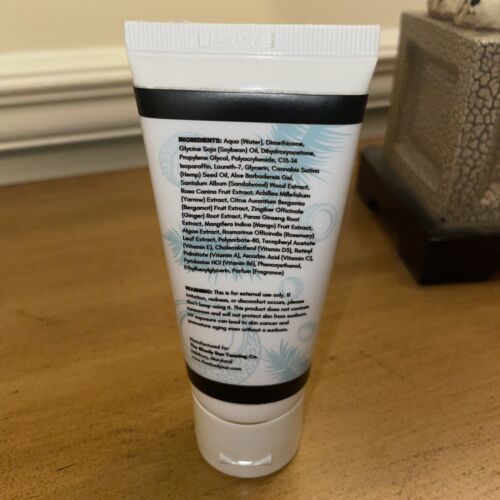 INGREDIENTS: Aqua (Water), Dimethicone,
Glycine Soja (Soybean) Oil, Dihydroxyacetone,
Propylene Glycol, Polyacrylamide, C13-14
Isoparaffin, Laureth-7, Glycerin, Cannabis Sativa
(Hemp) Seed Oil, Aloe Barbadensis Gel,
Santalum Album (Sandalwood) Wood Extract,
Rosa Canina Fruit Extract, Achillea Millefolium
(Yarrow) Extract, Citrus Aurantium Bergamia
(Bergamot) Fruit Extract, Zingiber Officinale
(Ginger) Root Extract, Panax Ginseng Root
Extract, Mangifera Indica (Mango) Fruit Extract,
Algae Extract, Rosmarinus Officinalis (Rosemary)
Leaf Extract, Polysorbate-80, Tocopheryl Acetate
(Vitamin E), Cholecalciferol (Vitamin D3), Retinyl
Palmitate (Vitamin A), Ascorbic Acid (Vitamin C),
Pyridoxine HCI (Vitamin B6), Phenoxyethanol,
Ethylhexylglycerin, Parfum (Fragrance)
WARNING: This is for external use only. If
irritation, redness, or discomfort occurs, please
don't keep using it. This product does not contain
sunscreen and will not protect skin from sunburn.
UV exposure can lead to skin cancer and
premature aging even without a sunburn.
Manufactured for:
Tanning Co.
Salisbury, Maryland